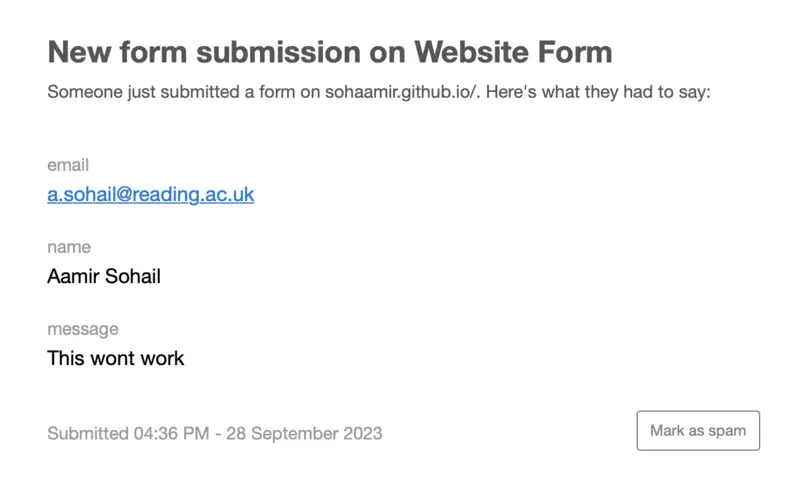 New form submission on Website Form
Someone just submitted a form on sohaamir.github.io/. Here's what they had to say:
email
a.sohail@reading.ac.uk
name
Aamir Sohail
message
This wont work
Submitted 04:36 PM - 28 September 2023
Mark as spam